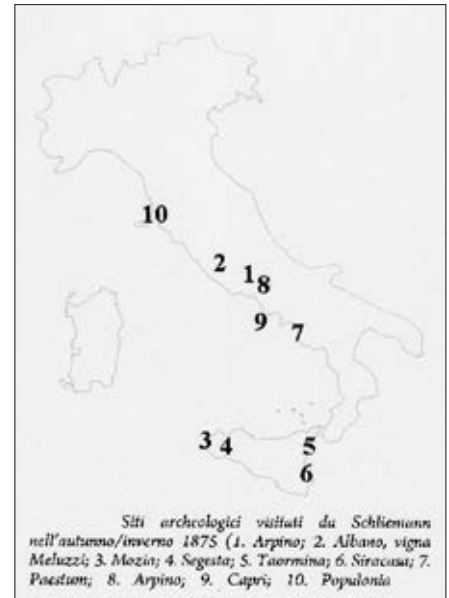 10
2
1
8
9
7
3
4
5
6
Siti archeologici visitati da Schliemann
nell'autunno/inverno 1875 (1. Arpino; 2. Albano, vigna
Meluzzi; 3. Mozia; 4. Segesta; 5. Taormina; 6. Siracusa; 7.
Paestum; 8. Arpino; 9. Capri; 10. Populonia